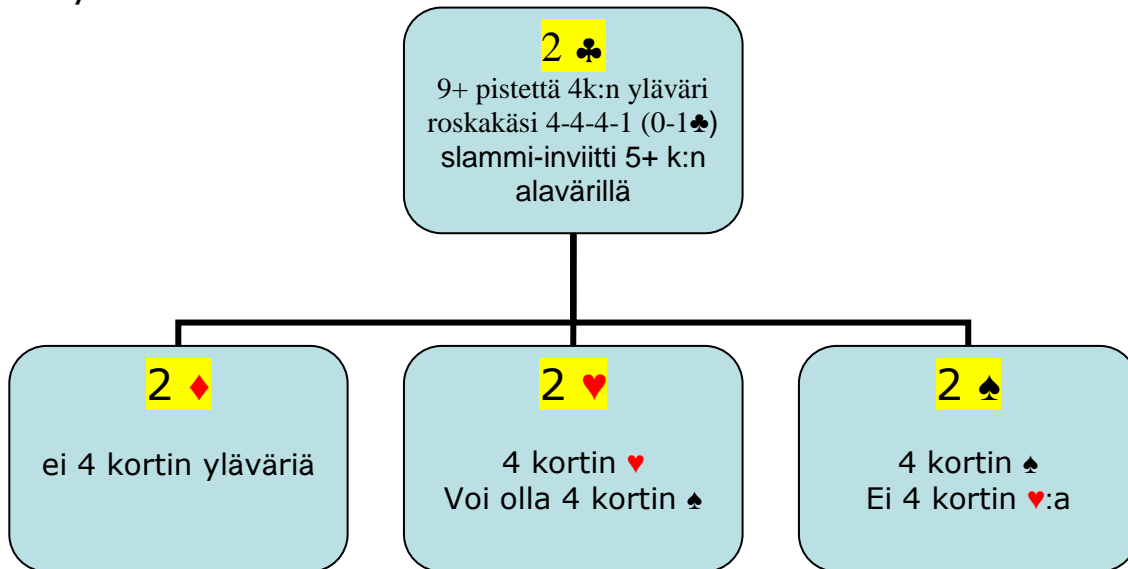 2 ♣
9+ pistettä 4k:n yläväri
roskakäsi 4-4-4-1 (0-1♣)
slammi-inviitti 5+ k:n
alavärillä
2 ♦
ei 4 kortin yläväriä
2 ♥
4 kortin ♥
Voi olla 4 kortin ♠
2 ♠
4 kortin ♠
Ei 4 kortin ♥:a